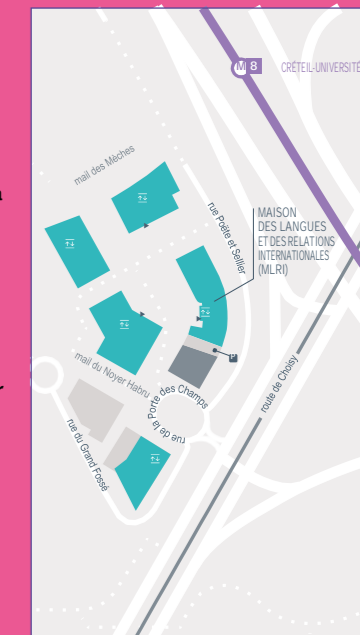 M 8
CRÉTEIL-UNIVERSITÉ
mail des Mèches
rue Poëte et Sellier
MAISON
DES LANGUES
ET DES RELATIONS
INTERNATIONALES
(MLRI)
P
mail du Noyer Habru
rue de la Porte des Champs
route de Choisy
rue du Grand Fossé